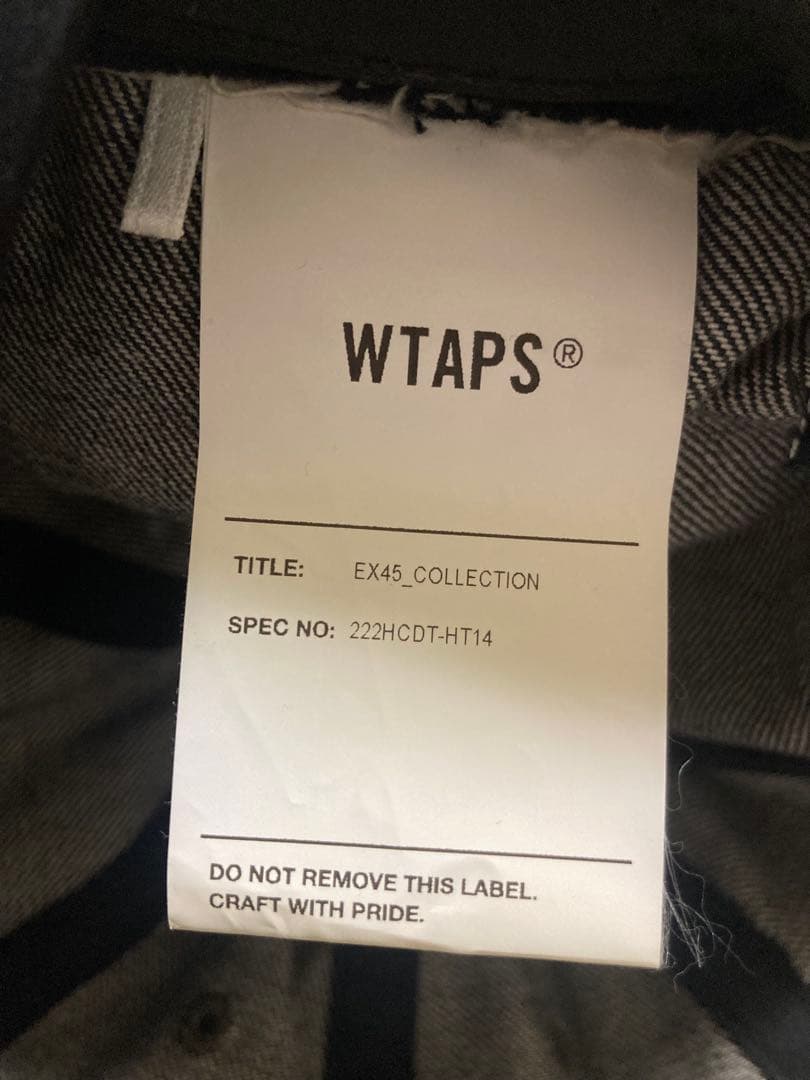 WTAPS®
TITLE: EX45_COLLECTION
SPEC NO: 222HCDT-HT14
DO NOT REMOVE THIS LABEL.
CRAFT WITH PRIDE.